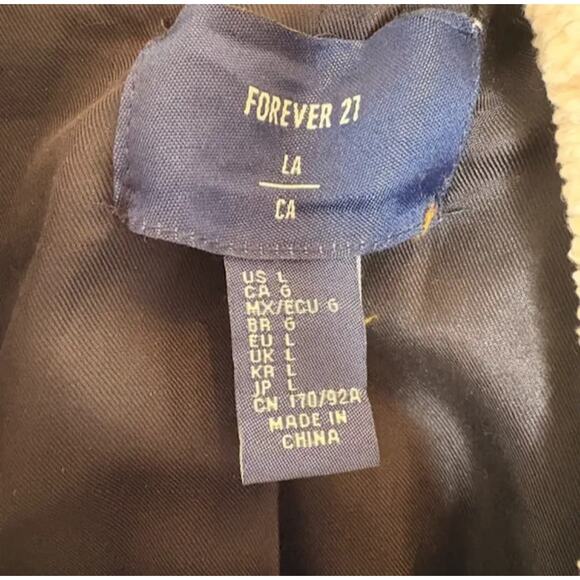 FOREVER 21
LA
CA
US L
CA G
MX/ECU G
BR G
EU L
UK L
KR L
JP L
CN 170/92A
MADE IN
CHINA